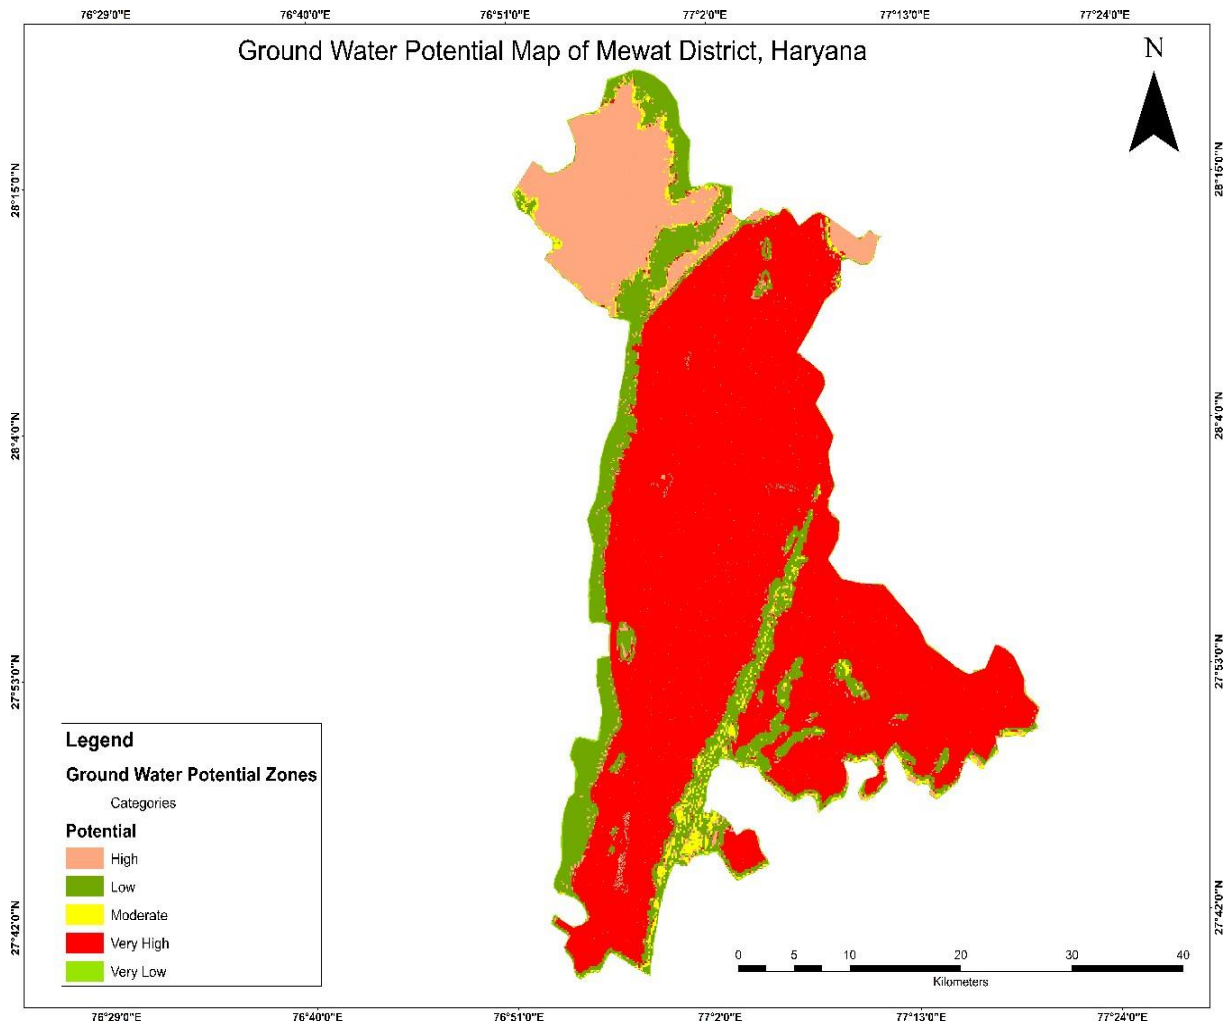 76°29'0"E 76°40'0"E 76°51'0"E 77°2'0"E 77°13'0"E 77°24'0"E
Ground Water Potential Map of Mewat District, Haryana
N
28°15'0"N 28°15'0"N
28°4'0"N 28°4'0"N
27°53'0"N 27°53'0"N
27°42'0"N 27°42'0"N
Legend
Ground Water Potential Zones
Categories
Potential
High
Low
Moderate
Very High
Very Low
0 5 10 20 30 40
Kilometers
76°29'0"E 76°40'0"E 76°51'0"E 77°2'0"E 77°13'0"E 77°24'0"E